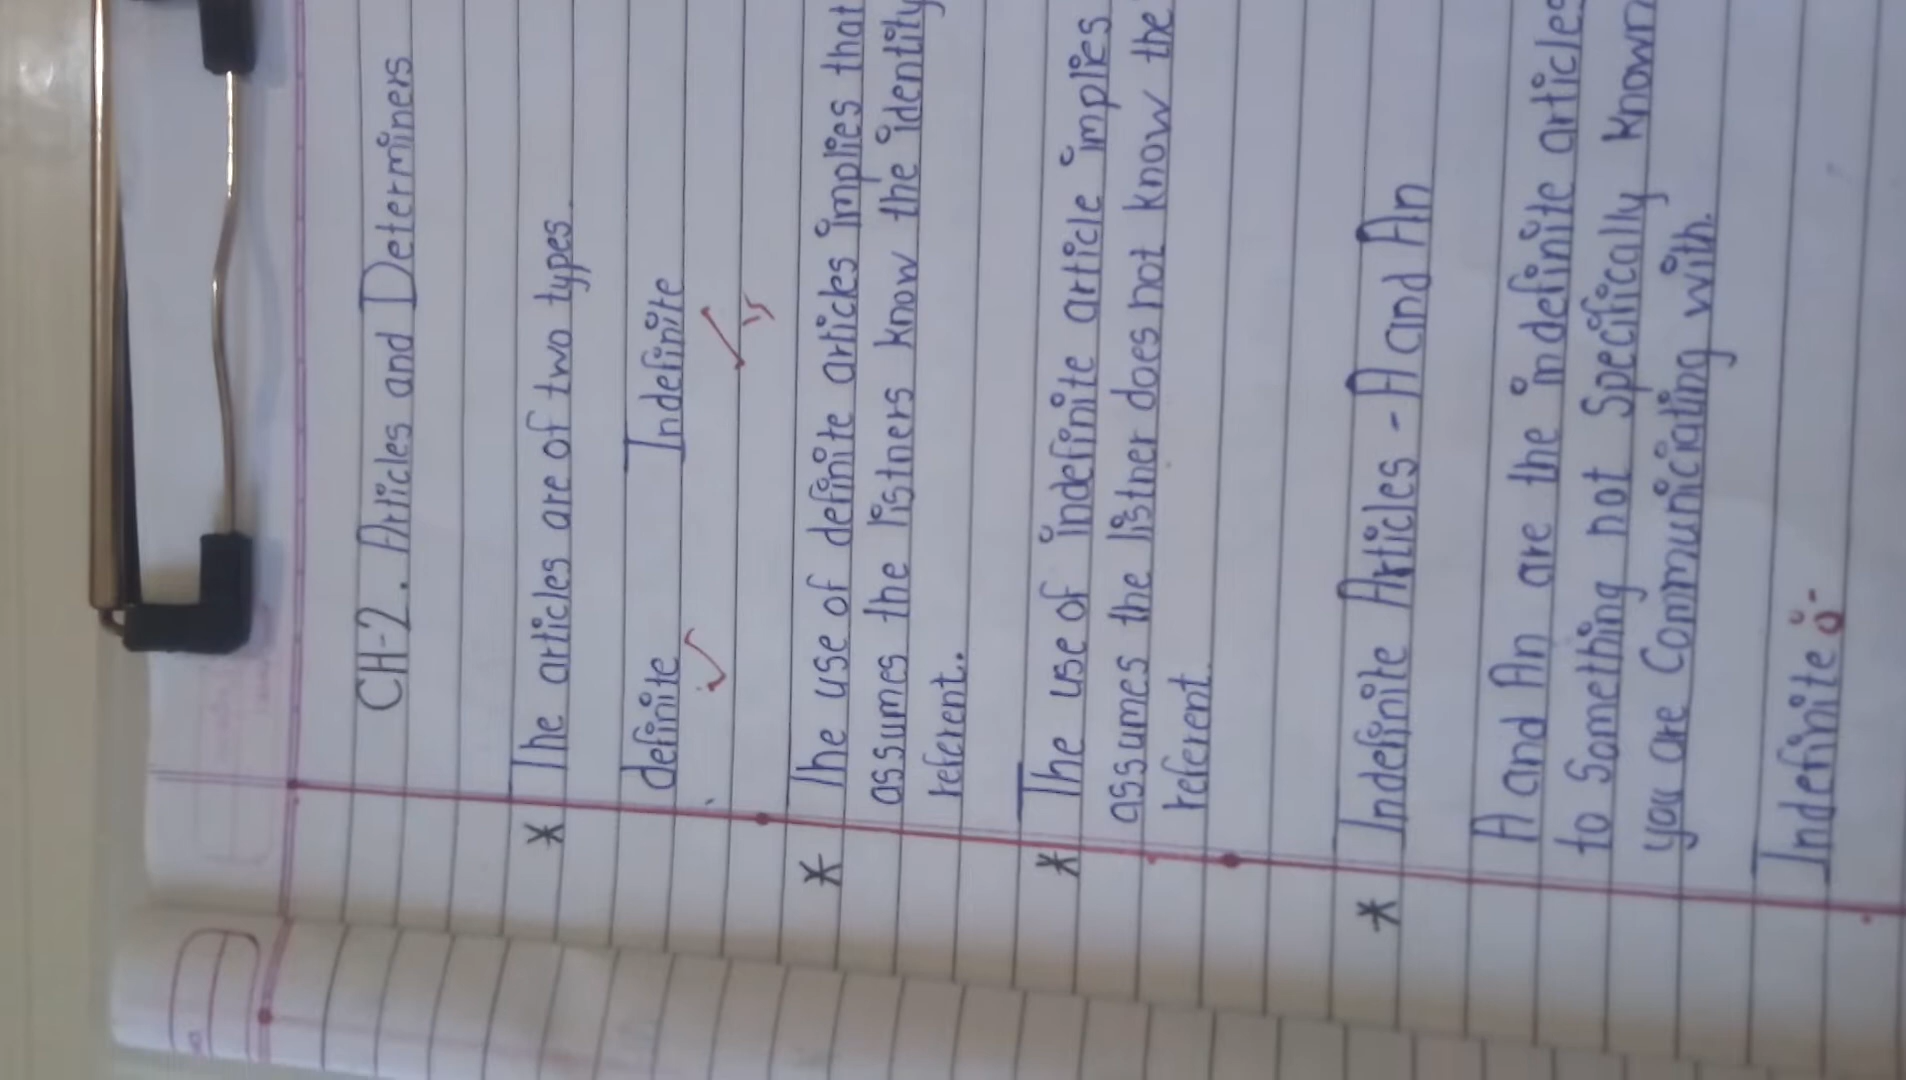 CH-2. Articles and Determiners
* The articles are of two types.
definite Indefinite
* The use of definite articles implies that
assumes the listners know the identity
referent..
* The use of indefinite article implies
assumes the listner does not know the
referent.
* Indefinite Articles - A and An
A and An are the indefinite articles
to Something not Specifically known
you are Communiciating with.
Indefinite :-